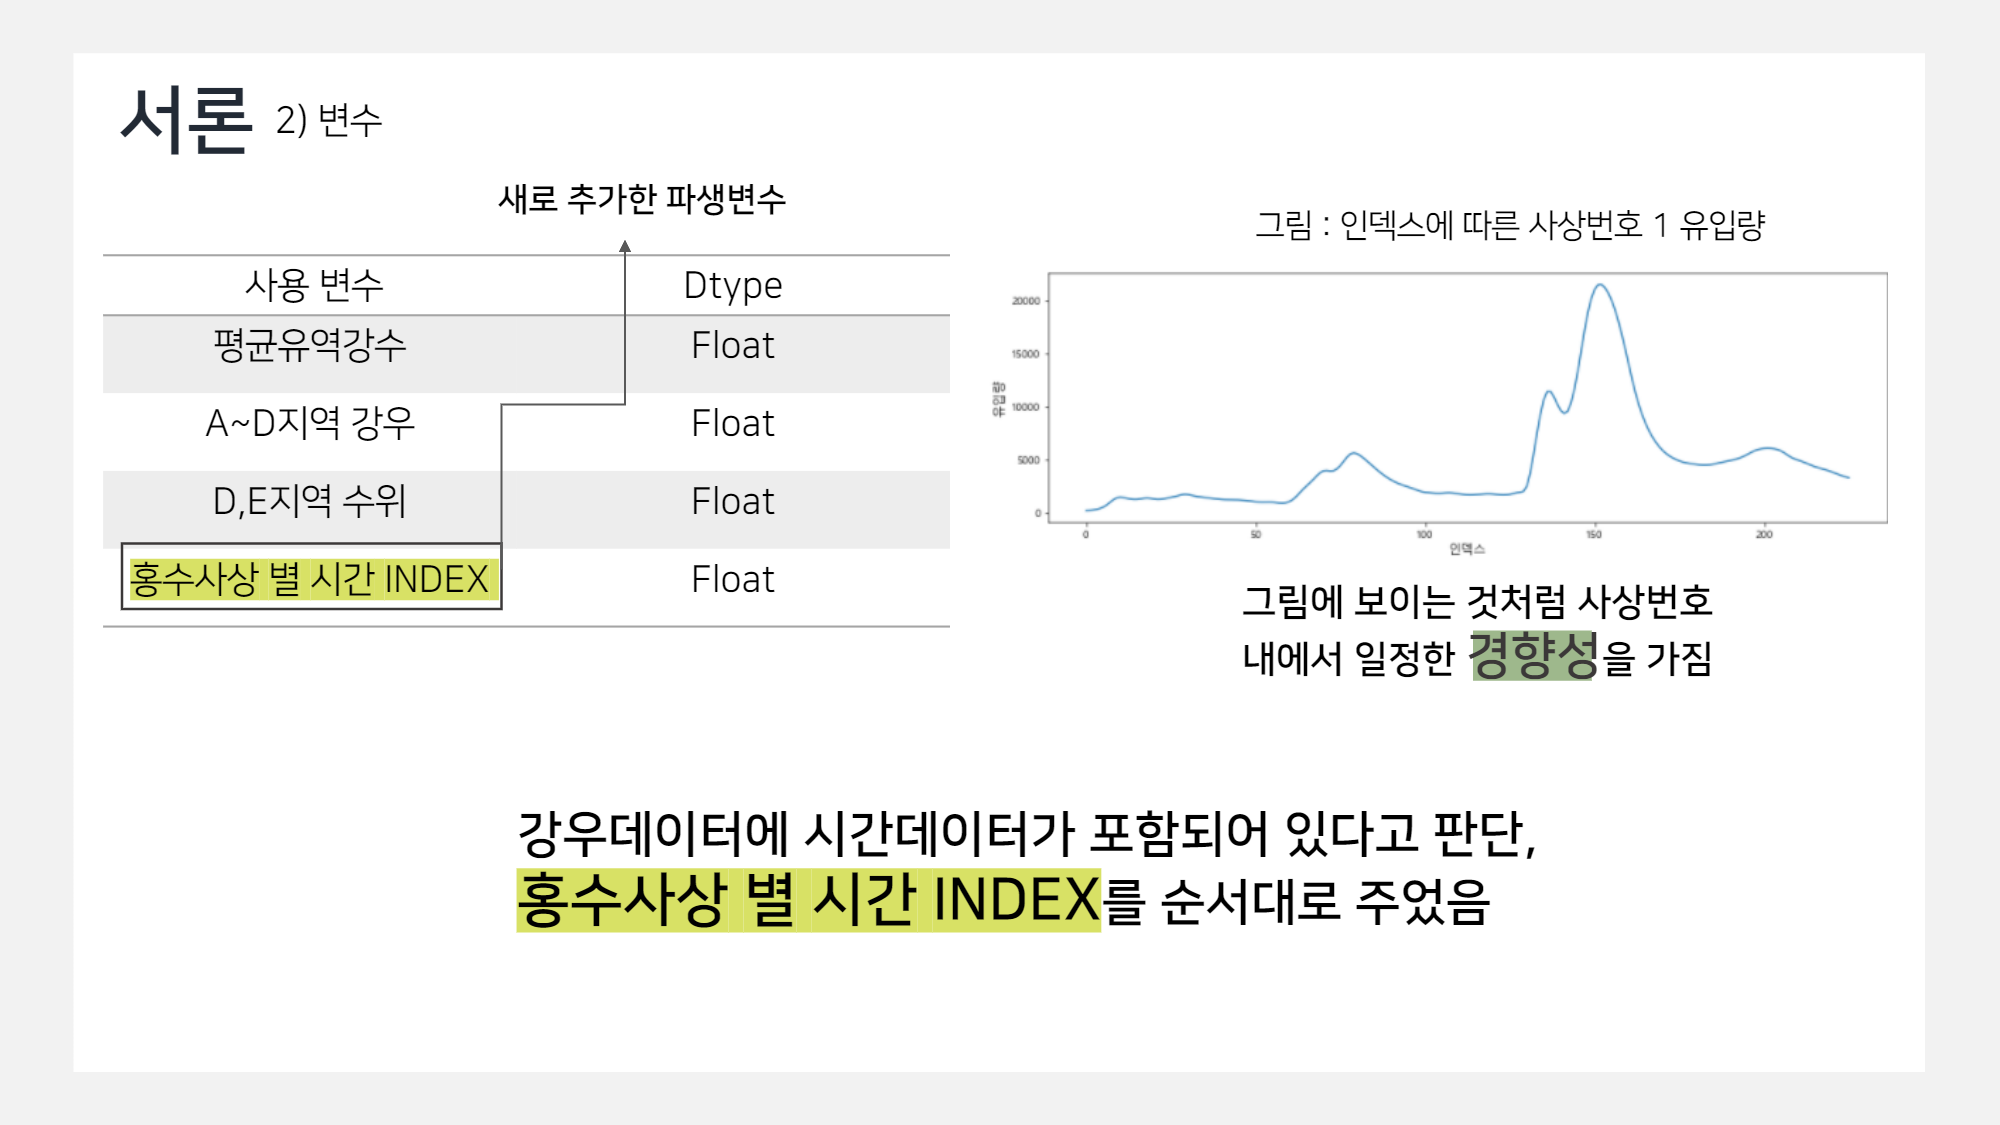 서론 2) 변수
새로 추가한 파생변수
사용 변수 Dtype
평균유역강수 Float
A~D지역 강우 Float
D,E지역 수위 Float
홍수사상 별 시간 INDEX Float
그림 : 인덱스에 따른 사상번호 1 유입량
20000
15000
10000
5000
0
유입량
0 50 100 150 200
인덱스
그림에 보이는 것처럼 사상번호
내에서 일정한 경향성을 가짐
강우데이터에 시간데이터가 포함되어 있다고 판단,
홍수사상 별 시간 INDEX를 순서대로 주었음